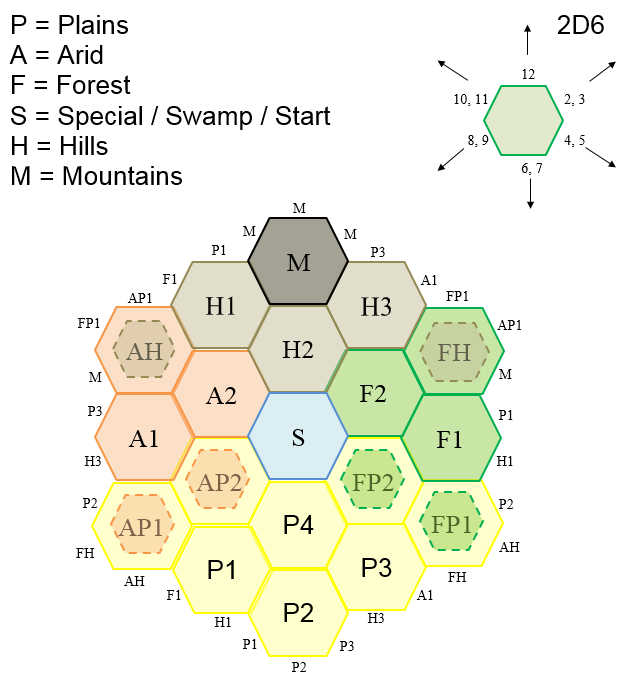 P = Plains
A = Arid
F = Forest
S = Special / Swamp / Start
H = Hills
M = Mountains
2D6
12
10, 11
2, 3
8, 9
4, 5
6, 7
M
M
M
M
P1
P3
F1
H1
H3
A1
AP1
FP1
FP1
AP1
AH
H2
FH
M
M
A2
F2
P3
P1
A1
S
F1
H3
H1
AP2
FP2
P2
P2
AP1
P4
FP1
FH
AH
AH
P1
P3
FH
F1
A1
H1
P2
H3
P1
P3
P2